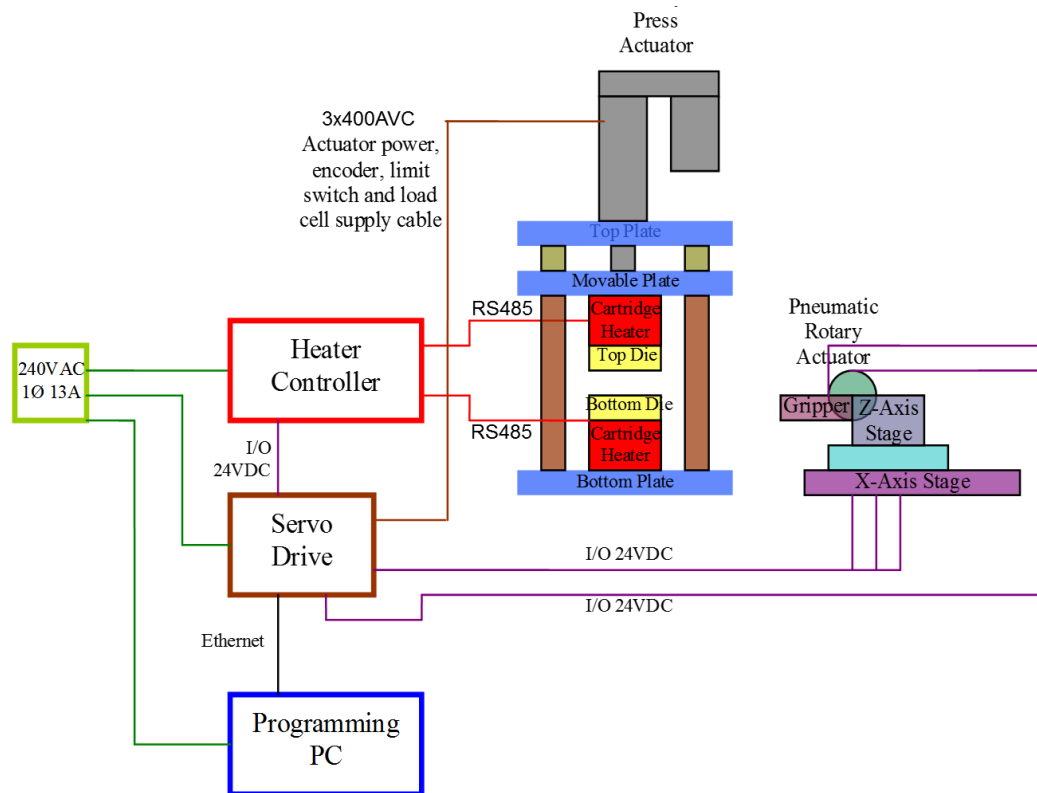 Press
Actuator
3x400AVC
Actuator power,
encoder, limit
switch and load
cell supply cable
Top Plate
Movable Plate
Cartridge
Heater
Top Die
RS485
Heater
Controller
240VAC
1Ø 13A
Bottom Die
Cartridge
Heater
RS485
Bottom Plate
Pneumatic
Rotary
Actuator
Gripper
Z-Axis
Stage
X-Axis Stage
I/O
24VDC
Servo
Drive
I/O 24VDC
I/O 24VDC
Ethernet
Programming
PC